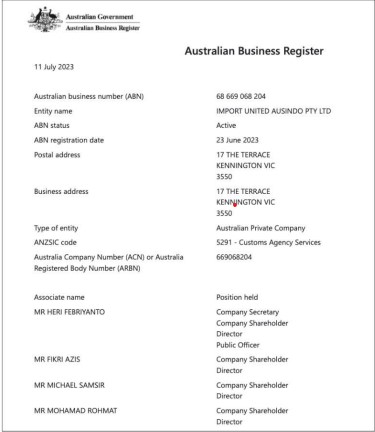 Australian Government
Australian Business Register
Australian Business Register
11 July 2023
Australian business number (ABN) 68 669 068 204
Entity name IMPORT UNITED AUSINDO PTY LTD
ABN status Active
ABN registration date 23 June 2023
Postal address 17 THE TERRACE
KENNINGTON VIC
3550
Business address 17 THE TERRACE
KENNINGTON VIC
3550
Type of entity Australian Private Company
ANZSIC code 5291 - Customs Agency Services
Australia Company Number (ACN) or Australia 669068204
Registered Body Number (ARBN)
Associate name Position held
MR HERI FEBRIYANTO Company Secretary
Company Shareholder
Director
Public Officer
MR FIKRI AZIS Company Shareholder
Director
MR MICHAEL SAMSIR Company Shareholder
Director
MR MOHAMAD ROHMAT Company Shareholder
Director